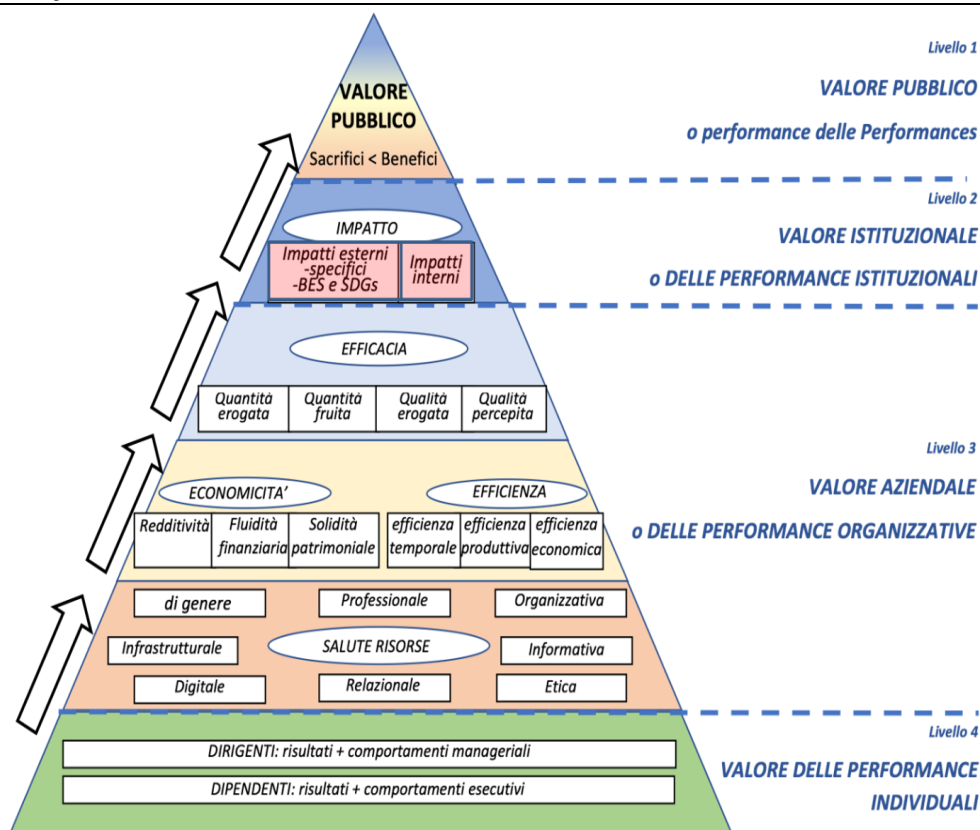 Livello 1
VALORE PUBBLICO
o performance delle Performances
VALORE
PUBBLICO
Sacrifici < Benefici
Livello 2
VALORE ISTITUZIONALE
o DELLE PERFORMANCE ISTITUZIONALI
IMPATTO
Impatti esterni
-specifici
-BES e SDGs
Impatti
interni
EFFICACIA
Quantità
erogata
Quantità
fruita
Qualità
erogata
Qualità
percepita
Livello 3
VALORE AZIENDALE
o DELLE PERFORMANCE ORGANIZZATIVE
ECONOMICITA'
EFFICIENZA
Redditività
Fluidità
finanziaria
Solidità
patrimoniale
efficienza
temporale
efficienza
produttiva
efficienza
economica
di genere
Professionale
Organizzativa
Infrastrutturale
SALUTE RISORSE
Informativa
Digitale
Relazionale
Etica
Livello 4
VALORE DELLE PERFORMANCE
INDIVIDUALI
DIRIGENTI: risultati + comportamenti manageriali
DIPENDENTI: risultati + comportamenti esecutivi